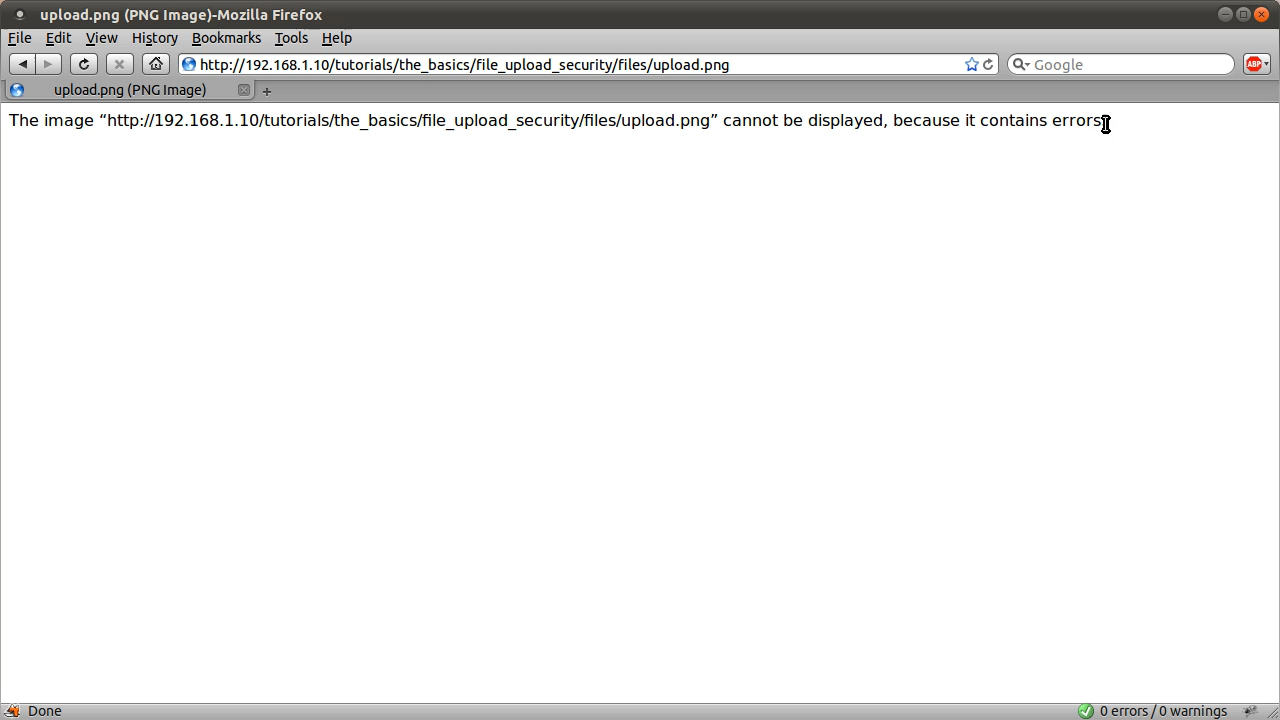 upload.png (PNG Image)-Mozilla Firefox
File Edit View History Bookmarks Tools Help
http://192.168.1.10/tutorials/the_basics/file_upload_security/files/upload.png Google ABP
upload.png (PNG Image) +
The image “http://192.168.1.10/tutorials/the_basics/file_upload_security/files/upload.png” cannot be displayed, because it contains errors.
Done 0 errors / 0 warnings